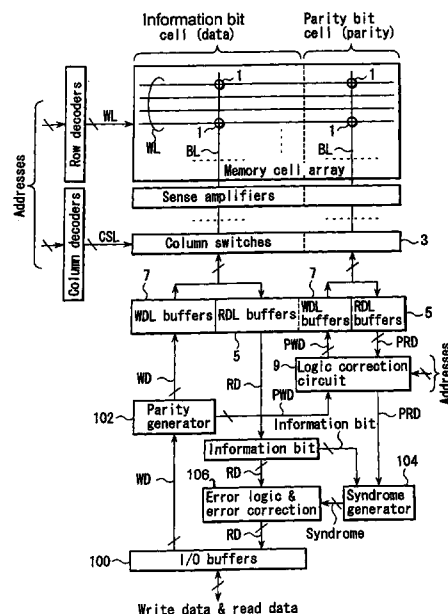 Information bit
cell (data)
Parity bit
cell (parity)
Addresses
Row decoders
WL
1
1
WL
1
1
BL
BL
Memory cell array
Sense amplifiers
Column decoders
CSL
Column switches
3
7
7
WDL buffers
RDL buffers
WDL buffers
RDL buffers
5
5
PWD
PRD
9
Logic correction
circuit
Addresses
WD
RD
PWD
PRD
102
Parity
generator
Information bit
Information bit
WD
106
RD
104
Error logic &
error correction
Syndrome
generator
RD
Syndrome
100
I/O buffers
Write data & read data